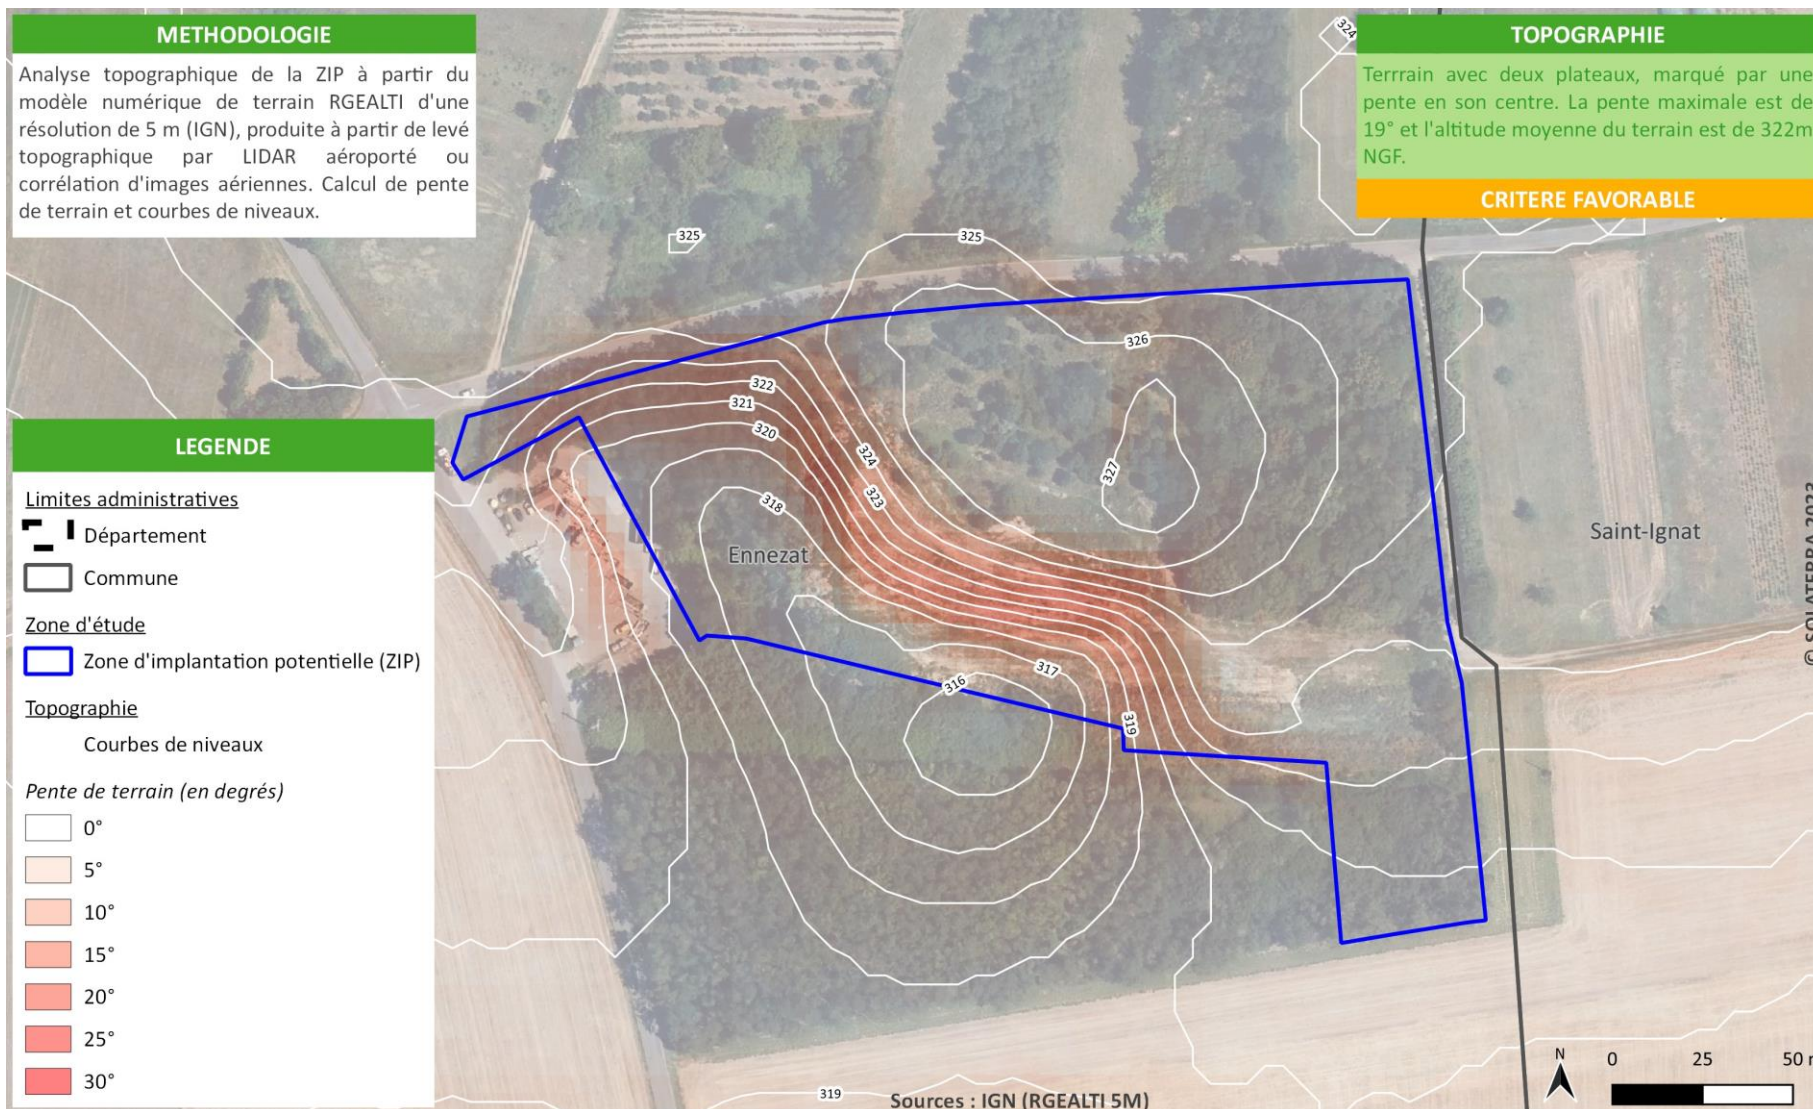 METHODOLOGIE
Analyse topographique de la ZIP à partir du
modèle numérique de terrain RGEALTI d'une
résolution de 5 m (IGN), produite à partir de levé
topographique par LIDAR aéroporté ou
corrélation d'images aériennes. Calcul de pente
de terrain et courbes de niveaux.
TOPOGRAPHIE
Terrrain avec deux plateaux, marqué par une
pente en son centre. La pente maximale est de
19° et l'altitude moyenne du terrain est de 322m
NGF.
CRITERE FAVORABLE
324
325
325
326
322
321
320
324
323
327
318
Ennezat
Saint-Ignat
317
316
319
319
LEGENDE
Limites administratives
Département
Commune
Zone d'étude
Zone d'implantation potentielle (ZIP)
Topographie
Courbes de niveaux
Pente de terrain (en degrés)
0°
5°
10°
15°
20°
25°
30°
© SOLATERRA 2023
N
0 25 50 m
Sources : IGN (RGEALTI 5M)